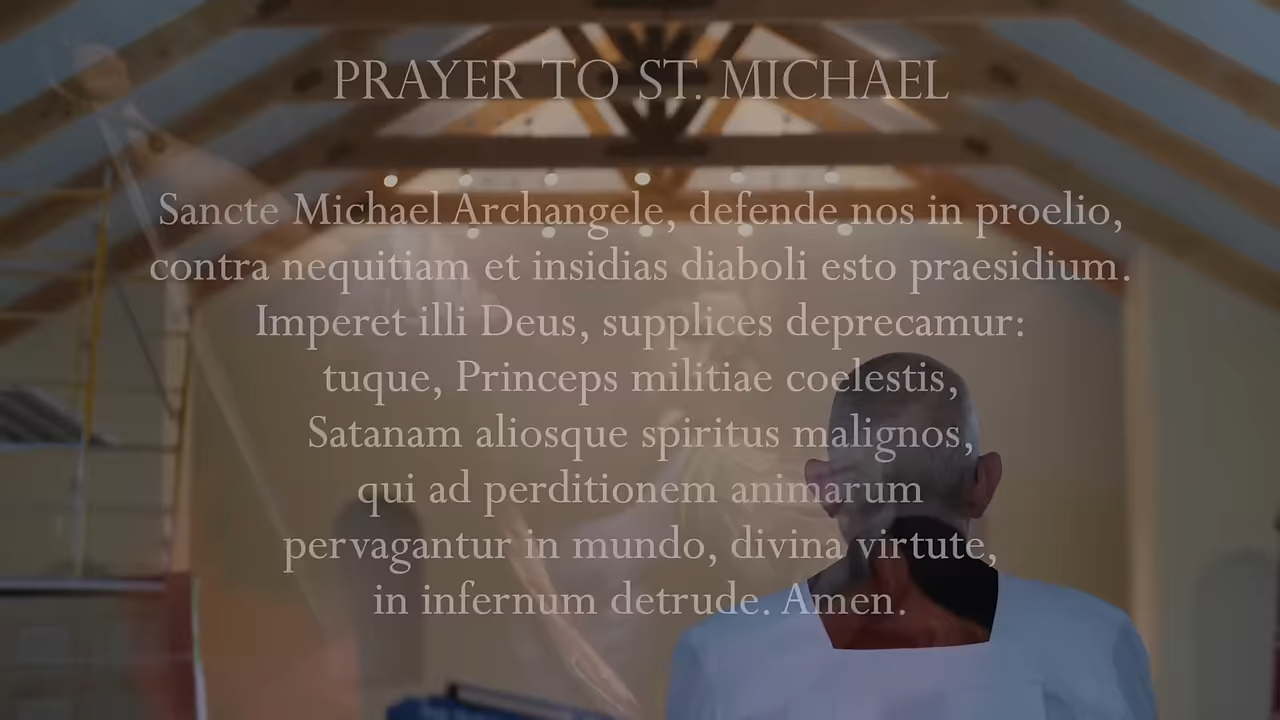 PRAYER TO ST. MICHAEL
Sancte Michael Archangele, defende nos in proelio,
contra nequitiam et insidias diaboli esto praesidium.
Imperet illi Deus, supplices deprecamur:
tuque, Princeps militiae coelestis,
Satanam aliosque spiritus malignos,
qui ad perditionem animarum
pervagantur in mundo, divina virtute,
in infernum detrude. Amen.